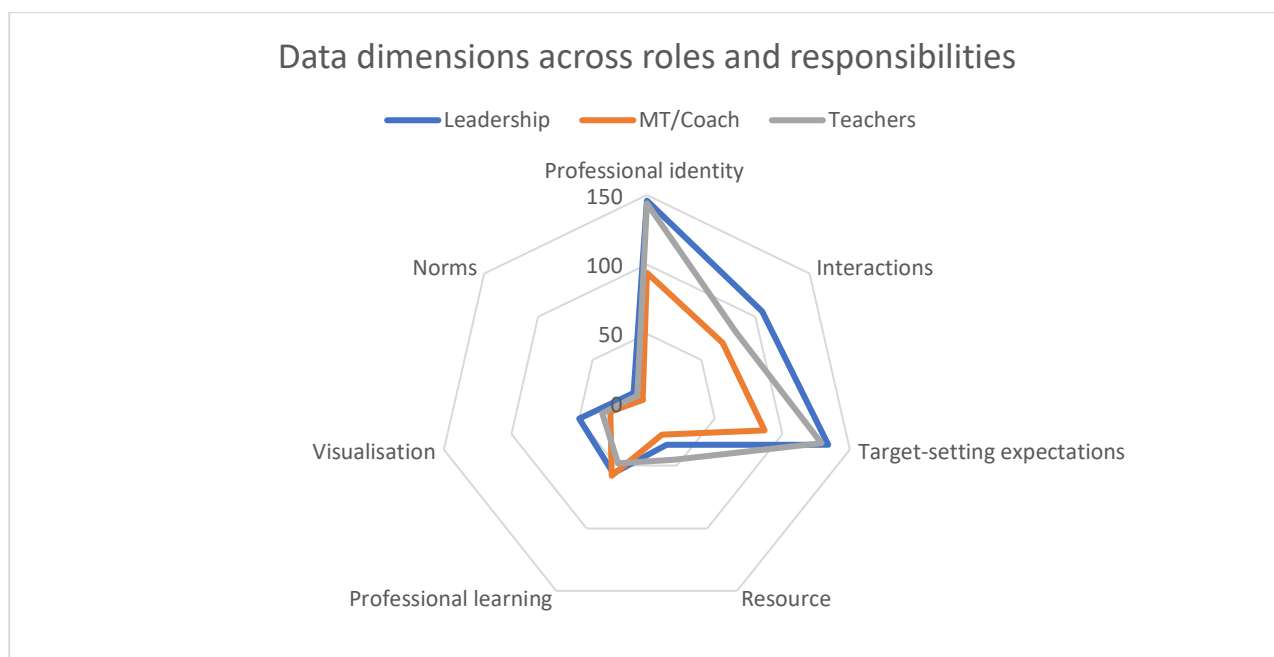 Data dimensions across roles and responsibilities
Leadership MT/Coach Teachers
Professional identity
150
Norms
Interactions
100
50
0
Visualisation
Target-setting expectations
Professional learning
Resource